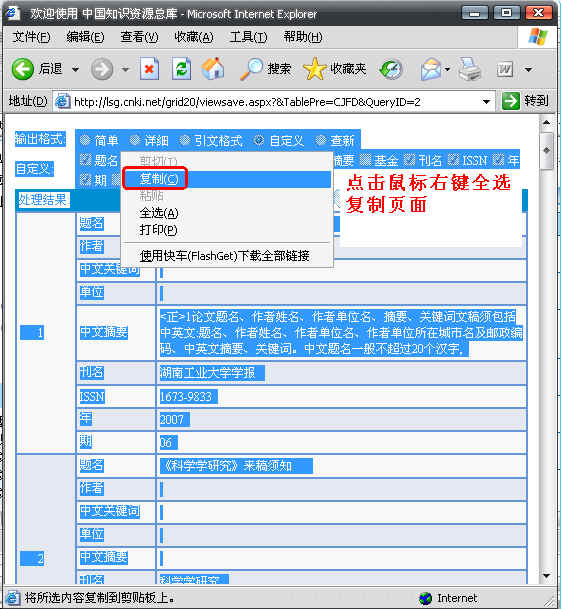 欢迎使用 中国知识资源总库 - Microsoft Internet Explorer
文件(F) 编辑(E) 查看(V) 收藏(A) 工具(T) 帮助(H)
后退 搜索 收藏夹
地址(D) http://lsg.cnki.net/grid20/viewsave.aspx?&TablePre=CJFD&QueryID=2 转到
输出格式: 简单 详细 引文格式 自定义 查新
自定义: 题名 摘要 基金 刊名 ISSN 年
期
剪切(T)
复制(C)
粘贴
全选(A)
打印(P)
使用快车(FlashGet)下载全部链接
点击鼠标右键全选
复制页面
处理结果
1
题名
作者
中文关键词
单位
中文摘要 <正>1论文题名、作者姓名、作者单位名、摘要、关键词文稿须包括
中英文:题名、作者姓名、作者单位名、作者单位所在城市名及邮政编
码、中英文摘要、关键词。中文题名一般不超过20个汉字,
刊名 湖南工业大学学报
ISSN 1673-9833
年 2007
期 06
2
题名 《科学学研究》来稿须知
作者
中文关键词
单位
中文摘要
刊名 科学学研究
将所选内容复制到剪贴板上。 Internet